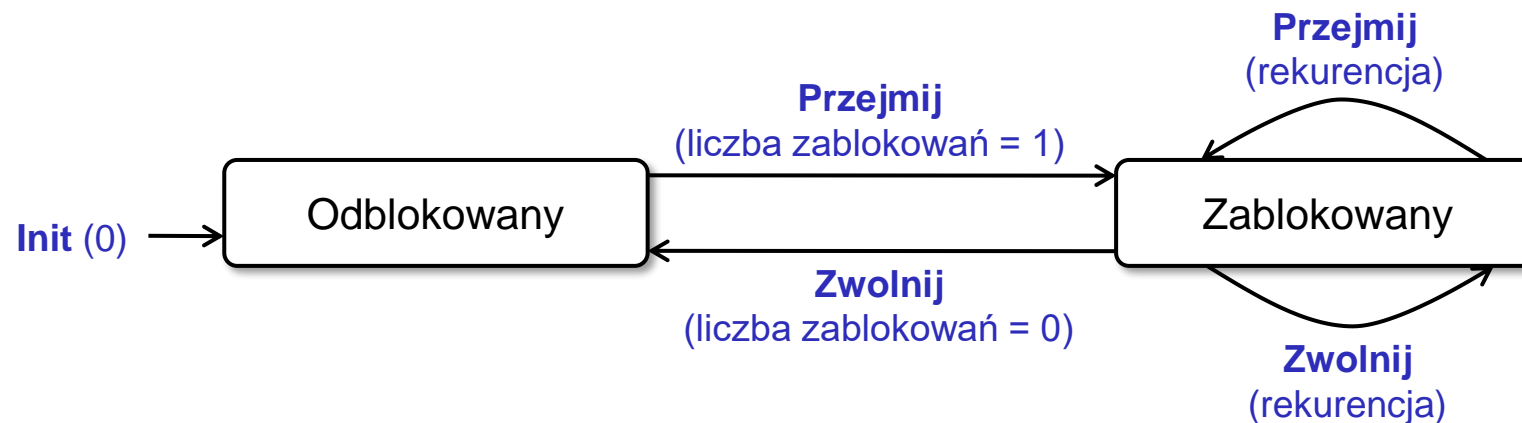 Przejmij
(rekurencja)
Przejmij
(liczba zablokowań = 1)
Odblokowany
Zablokowany
Init (0)
Zwolnij
(liczba zablokowań = 0)
Zwolnij
(rekurencja)